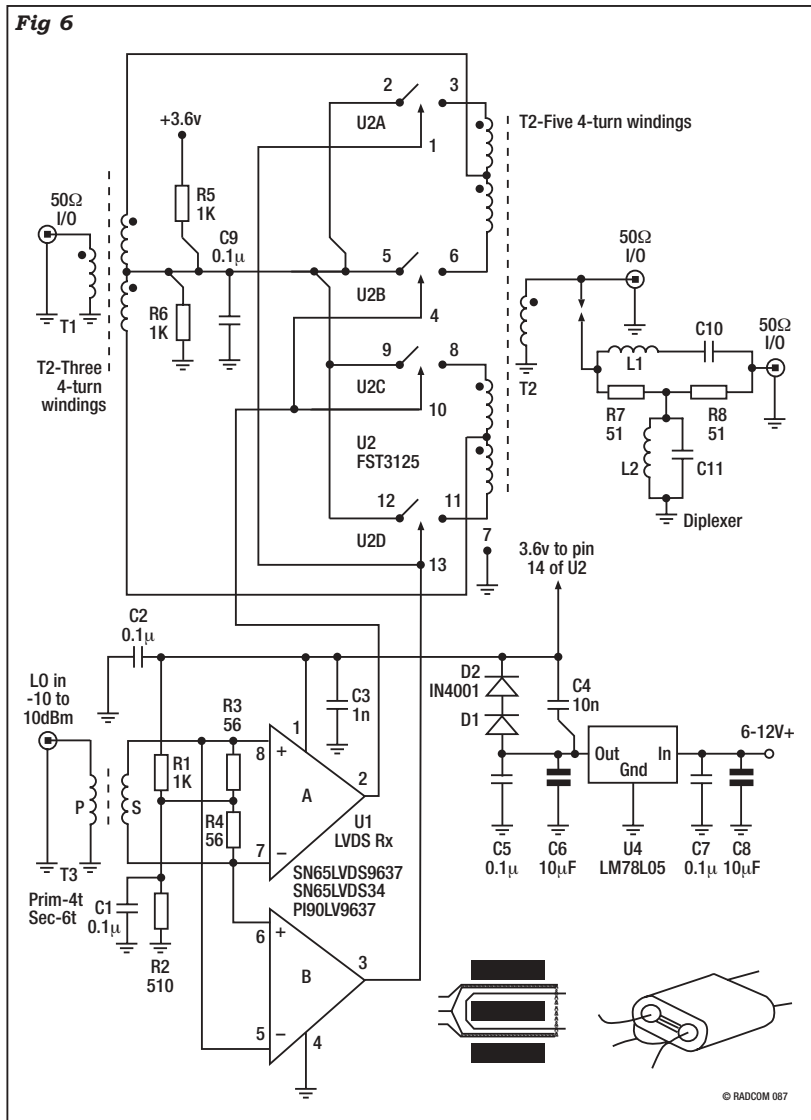 Fig 6
2
3
U2A
T2-Five 4-turn windings
+3.6v
1
R5
1K
50Ω
I/O
C9
0.1µ
50Ω
I/O
5
6
U2B
R6
1K
T1
4
C10
50Ω
I/O
9
8
T2-Three
4-turn
windings
L1
T2
U2C
10
R7
51
R8
51
U2
FST3125
L2
C11
12
11
Diplexer
U2D
7
13
3.6v to pin
14 of U2
C2
0.1µ
LO in
-10 to
10dBm
D2
IN4001
C4
10n
R3
56
C3
1n
1
D1
6-12V+
8
+
R1
1K
2
Out
In
Gnd
P
S
A
R4
56
U1
LVDS Rx
7
–
C5
0.1µ
C6
10µF
U4
LM78L05
C7
0.1µ
C8
10µF
T3
SN65LVDS9637
SN65LVDS34
PI90LV9637
Prim-4t
Sec-6t
C1
0.1µ
6
+
R2
510
B
3
5
–
4
© RADCOM 087